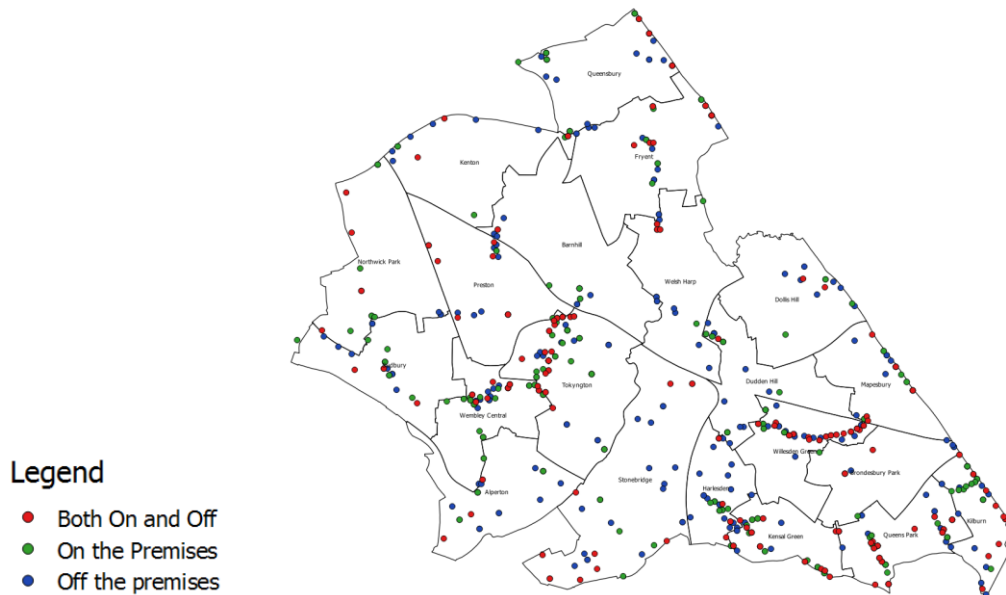 Queensbury
Kenton
Fryent
Barnhill
Northwick Park
Preston
Welsh Harp
Dollis Hill
Tokyngton
Dudden Hill
Mapesbury
Wembley Central
Willesden Green
Brondesbury Park
Stonebridge
Harlesden
Alperton
Kensal Green
Queens Park
Kilburn
Legend
Both On and Off
On the Premises
Off the premises